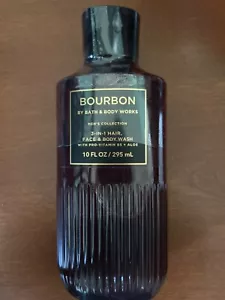 BOURBON
BY BATH & BODY WORKS
MEN'S COLLECTION
3-IN-1 HAIR,
FACE & BODY WASH
WITH PRO-VITAMIN B5 + ALOE
10 FL OZ / 295 mL